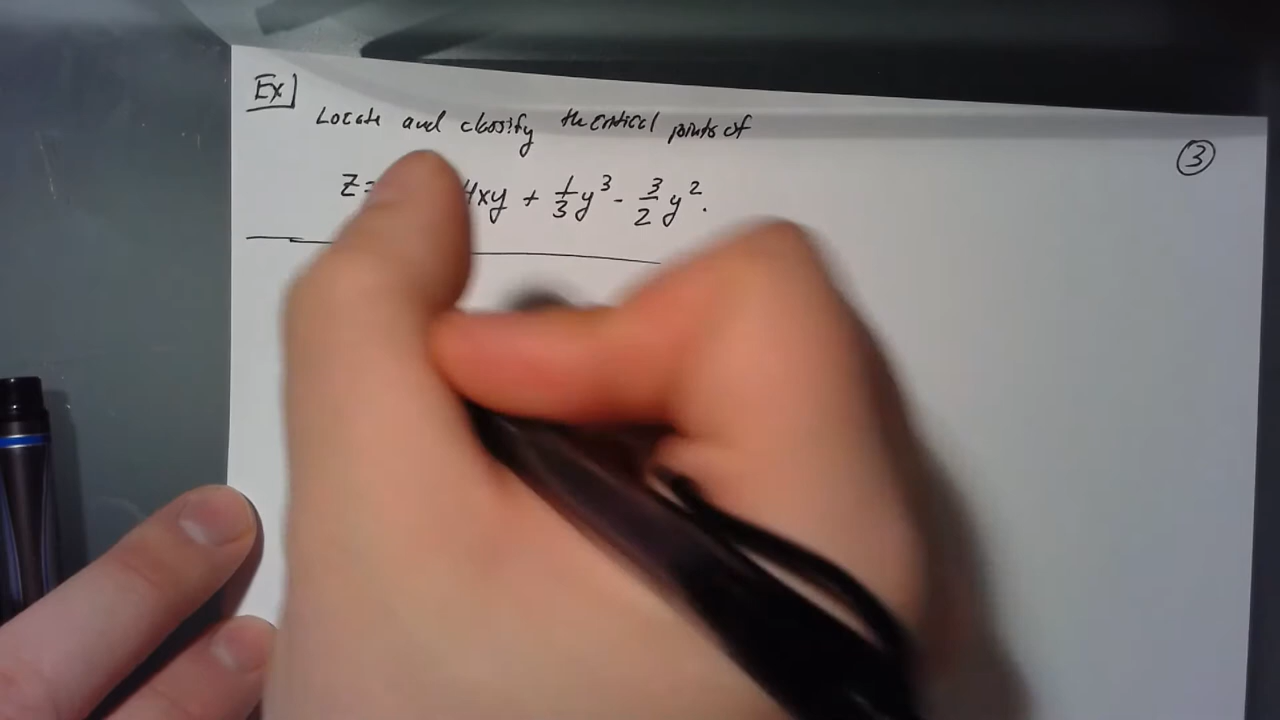 Ex
Locate and classify the critical points of
③
z= 4xy + 1/3 y³ - 3/2 y².